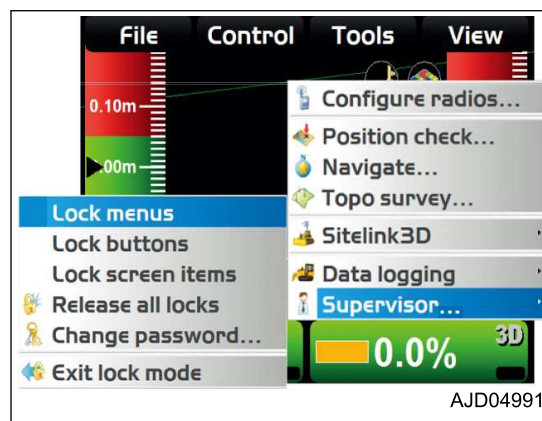 File Control Tools View
0.10m
.00m
Configure radios...
Position check...
Navigate...
Topo survey...
Sitelink3D
Data logging
Supervisor...
Lock menus
Lock buttons
Lock screen items
Release all locks
Change password...
Exit lock mode
0.0%
3D
AJD04991